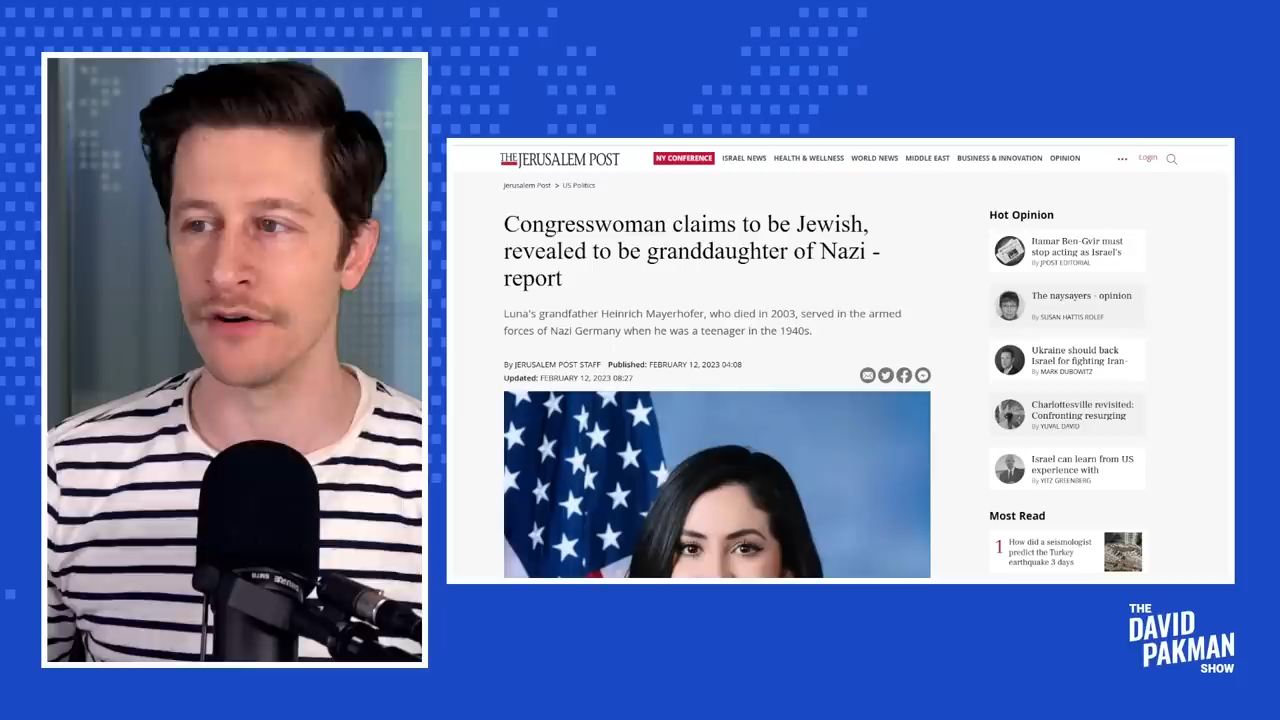 THE JERUSALEM POST
NY CONFERENCE ISRAEL NEWS HEALTH & WELLNESS WORLD NEWS MIDDLE EAST BUSINESS & INNOVATION OPINION ••• Login
Jerusalem Post > US Politics
Congresswoman claims to be Jewish,
revealed to be granddaughter of Nazi -
report
Luna's grandfather Heinrich Mayerhofer, who died in 2003, served in the armed
forces of Nazi Germany when he was a teenager in the 1940s.
By JERUSALEM POST STAFF Published: FEBRUARY 12, 2023 04:08
Updated: FEBRUARY 12, 2023 08:27
Hot Opinion
Itamar Ben-Gvir must
stop acting as Israel's
By JPOST EDITORIAL
The naysayers - opinion
By SUSAN HATTIS ROLEF
Ukraine should back
Israel for fighting Iran-
By MARK DUBOWITZ
Charlottesville revisited:
Confronting resurging
By YUVAL DAVID
Israel can learn from US
experience with
By YITZ GREENBERG
Most Read
1 How did a seismologist
predict the Turkey
earthquake 3 days
SHURE SM7B
THE
DAVID
PAKMAN
SHOW